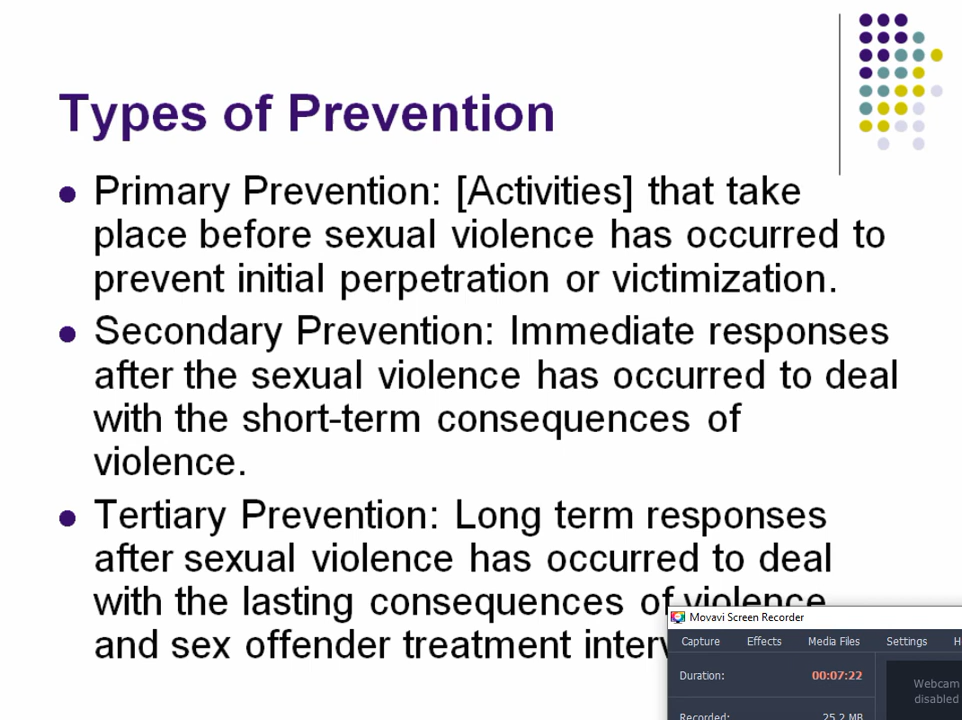 Types of Prevention
Primary Prevention: [Activities] that take
place before sexual violence has occurred to
prevent initial perpetration or victimization.
Secondary Prevention: Immediate responses
after the sexual violence has occurred to deal
with the short-term consequences of
violence.
Tertiary Prevention: Long term responses
after sexual violence has occurred to deal
with the lasting consequences of violence
and sex offender treatment
Movavi Screen Recorder
Capture Effects Media Files Settings
Duration: 00:07:22
Webcam
disabled
Recorded: 25.2 MB